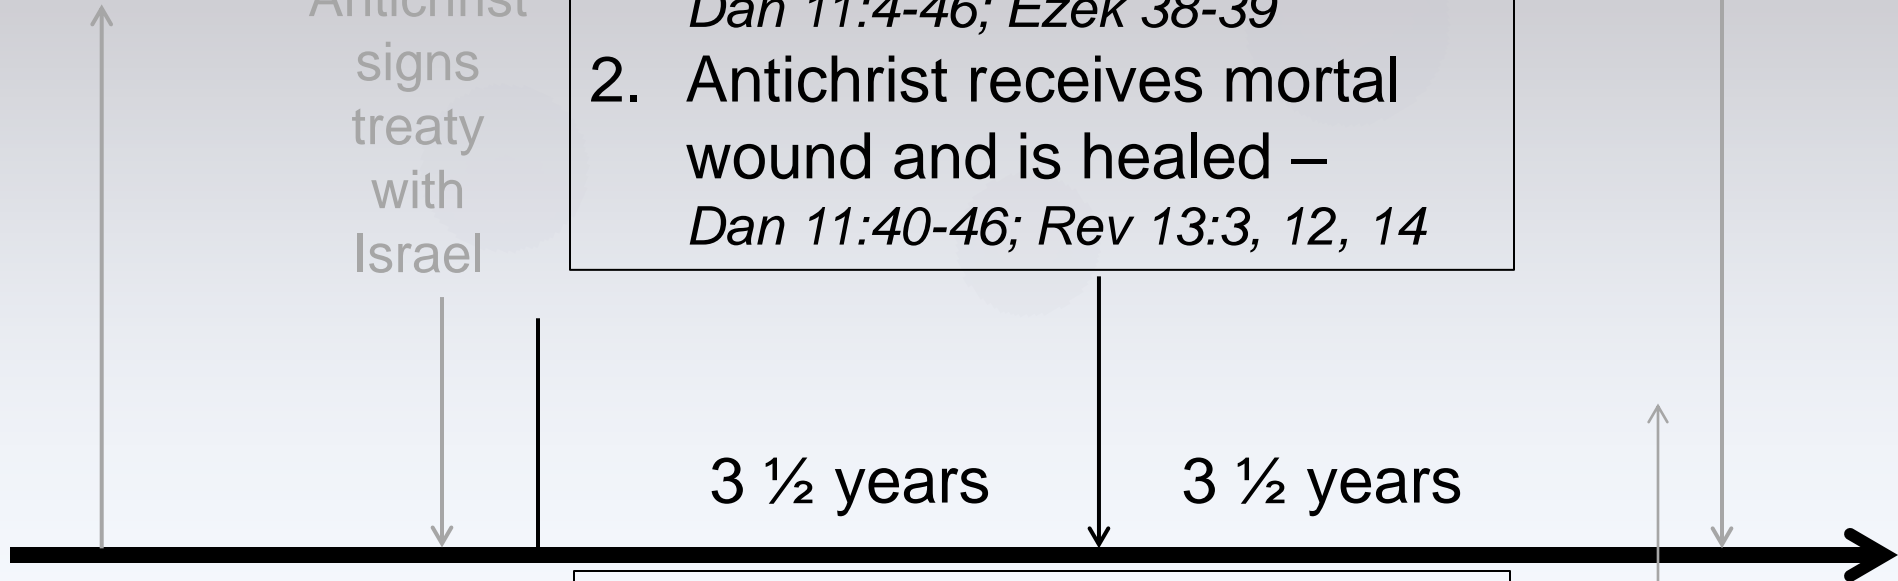 Antichrist
signs
treaty
with
Israel
Dan 11:4-46; Ezek 38-39
2. Antichrist receives mortal
wound and is healed –
Dan 11:40-46; Rev 13:3, 12, 14
3 ½ years
3 ½ years